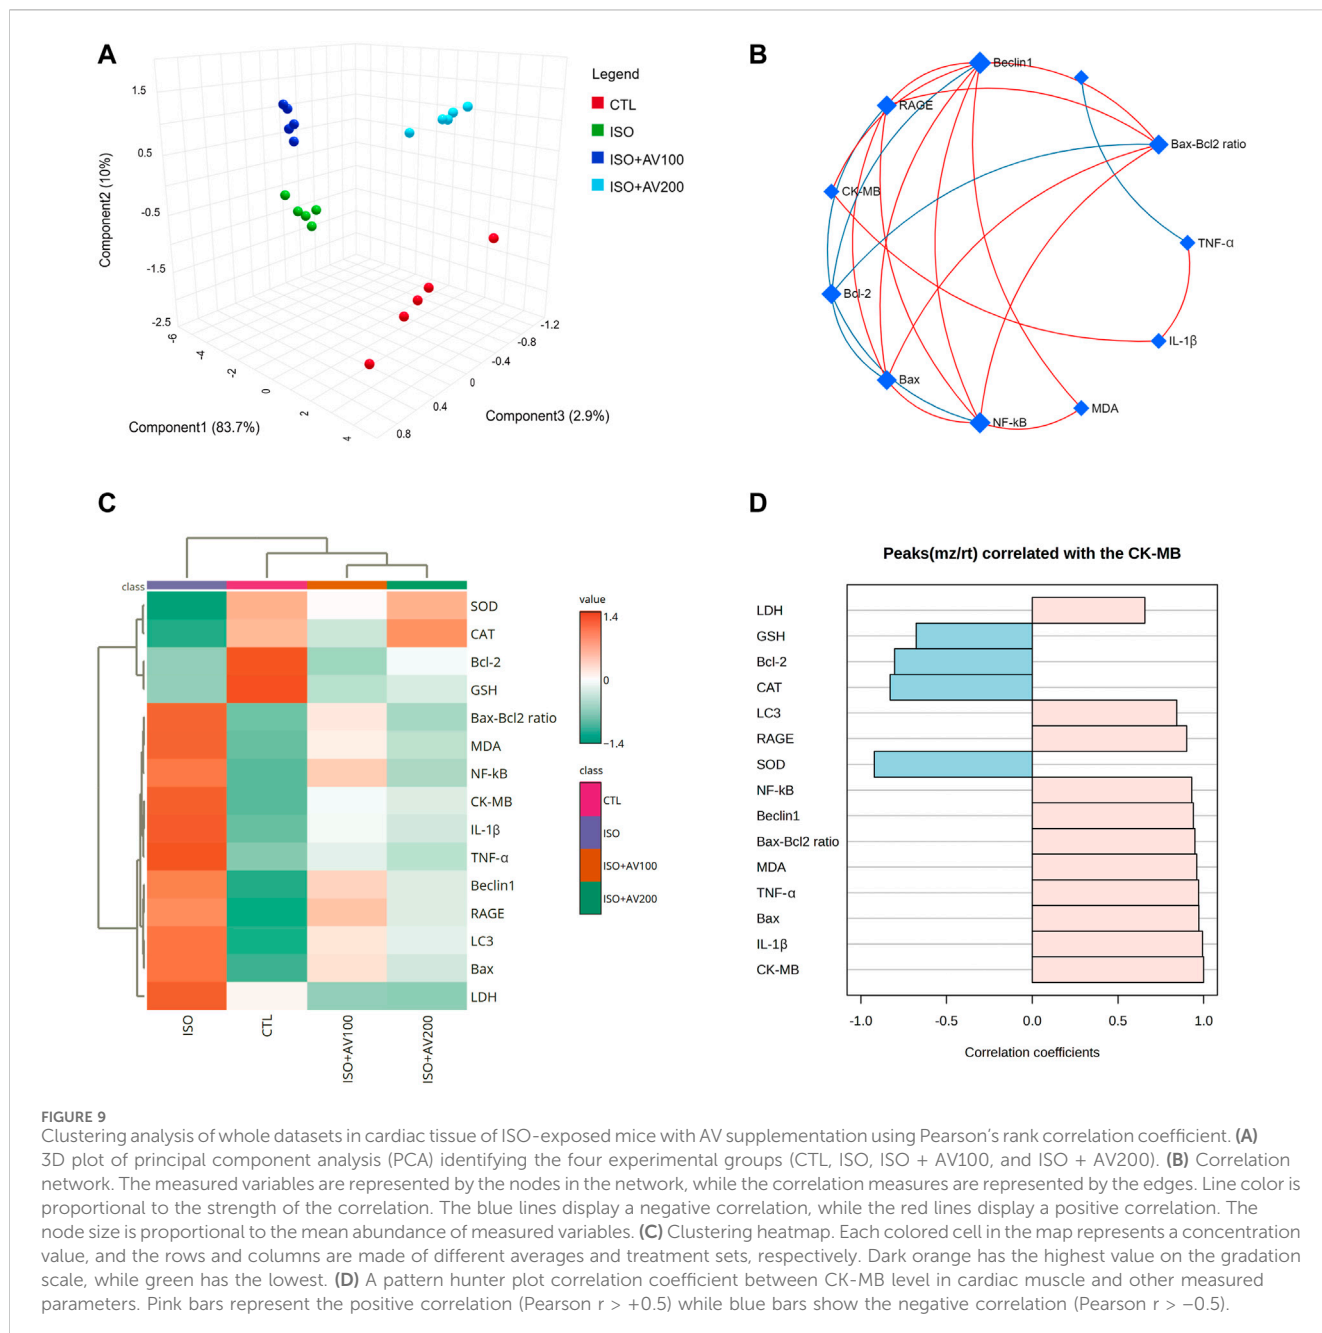 A
1.5
0.5
-0.5
-1.5
-2.5
Component2 (10%)
-6
-4
-2
0
2
4
Component1 (83.7%)
0.8
0.4
0
-0.4
-0.8
-1.2
Component3 (2.9%)
Legend
CTL
ISO
ISO+AV100
ISO+AV200
B
Beclin1
RAGE
Bax-Bcl2 ratio
CK-MB
TNF-α
Bcl-2
IL-1β
Bax
MDA
NF-kB
C
class
SOD
CAT
Bcl-2
GSH
Bax-Bcl2 ratio
MDA
NF-kB
CK-MB
IL-1β
TNF-α
Beclin1
RAGE
LC3
Bax
LDH
ISO
CTL
ISO+AV100
ISO+AV200
value
1.4
0
−1.4
class
CTL
ISO
ISO+AV100
ISO+AV200
D
Peaks(mz/rt) correlated with the CK-MB
LDH
GSH
Bcl-2
CAT
LC3
RAGE
SOD
NF-kB
Beclin1
Bax-Bcl2 ratio
MDA
TNF-α
Bax
IL-1β
CK-MB
-1.0
-0.5
0.0
0.5
1.0
Correlation coefficients
FIGURE 9
Clustering analysis of whole datasets in cardiac tissue of ISO-exposed mice with AV supplementation using Pearson's rank correlation coefficient. (A)
3D plot of principal component analysis (PCA) identifying the four experimental groups (CTL, ISO, ISO + AV100, and ISO + AV200). (B) Correlation
network. The measured variables are represented by the nodes in the network, while the correlation measures are represented by the edges. Line color is
proportional to the strength of the correlation. The blue lines display a negative correlation, while the red lines display a positive correlation. The
node size is proportional to the mean abundance of measured variables. (C) Clustering heatmap. Each colored cell in the map represents a concentration
value, and the rows and columns are made of different averages and treatment sets, respectively. Dark orange has the highest value on the gradation
scale, while green has the lowest. (D) A pattern hunter plot correlation coefficient between CK-MB level in cardiac muscle and other measured
parameters. Pink bars represent the positive correlation (Pearson r > +0.5) while blue bars show the negative correlation (Pearson r > −0.5).